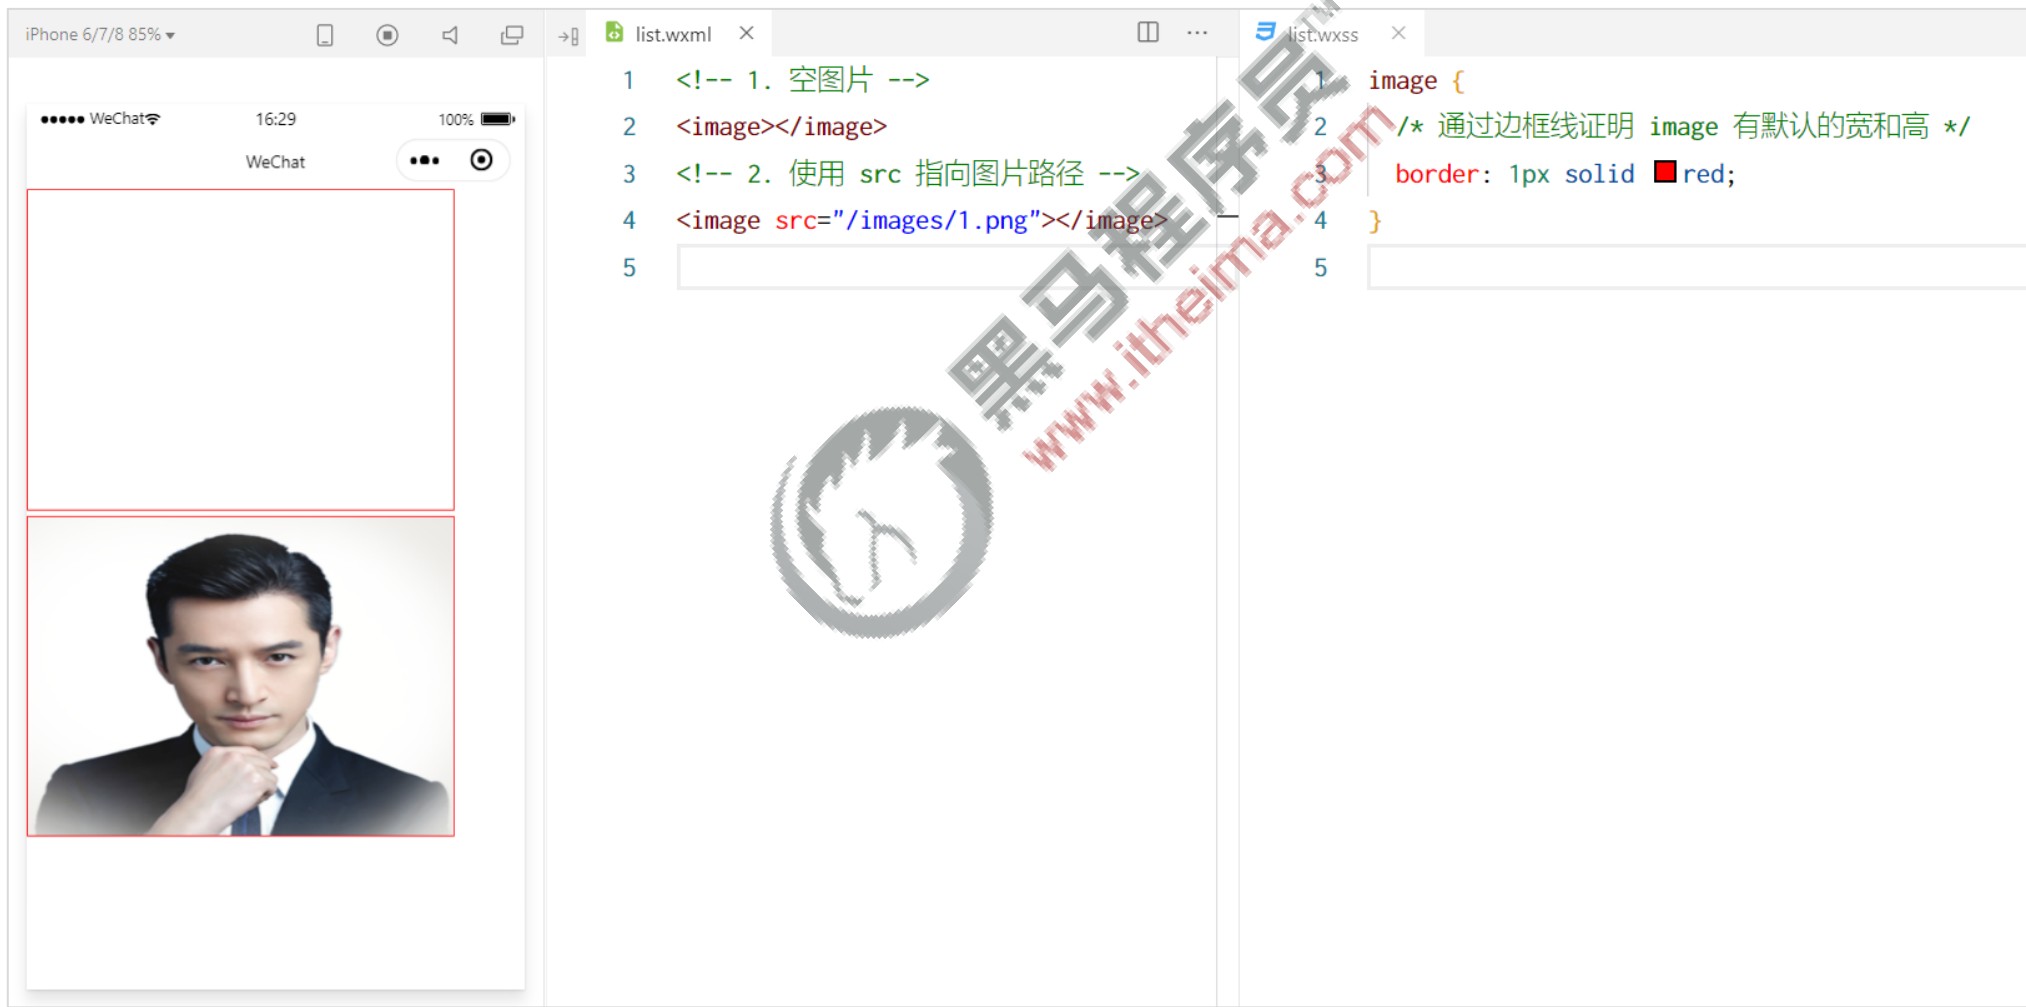 iPhone 6/7/8 85%
WeChat
16:29
100%
WeChat
list.wxml
1 <!-- 1. 空图片 -->
2 <image></image>
3 <!-- 2. 使用 src 指向图片路径 -->
4 <image src="/images/1.png"></image>
5
list.wxss
1 image {
2 /* 通过边框线证明 image 有默认的宽和高 */
3 border: 1px solid red;
4 }
5
黑马程序员TM
www.itheima.com